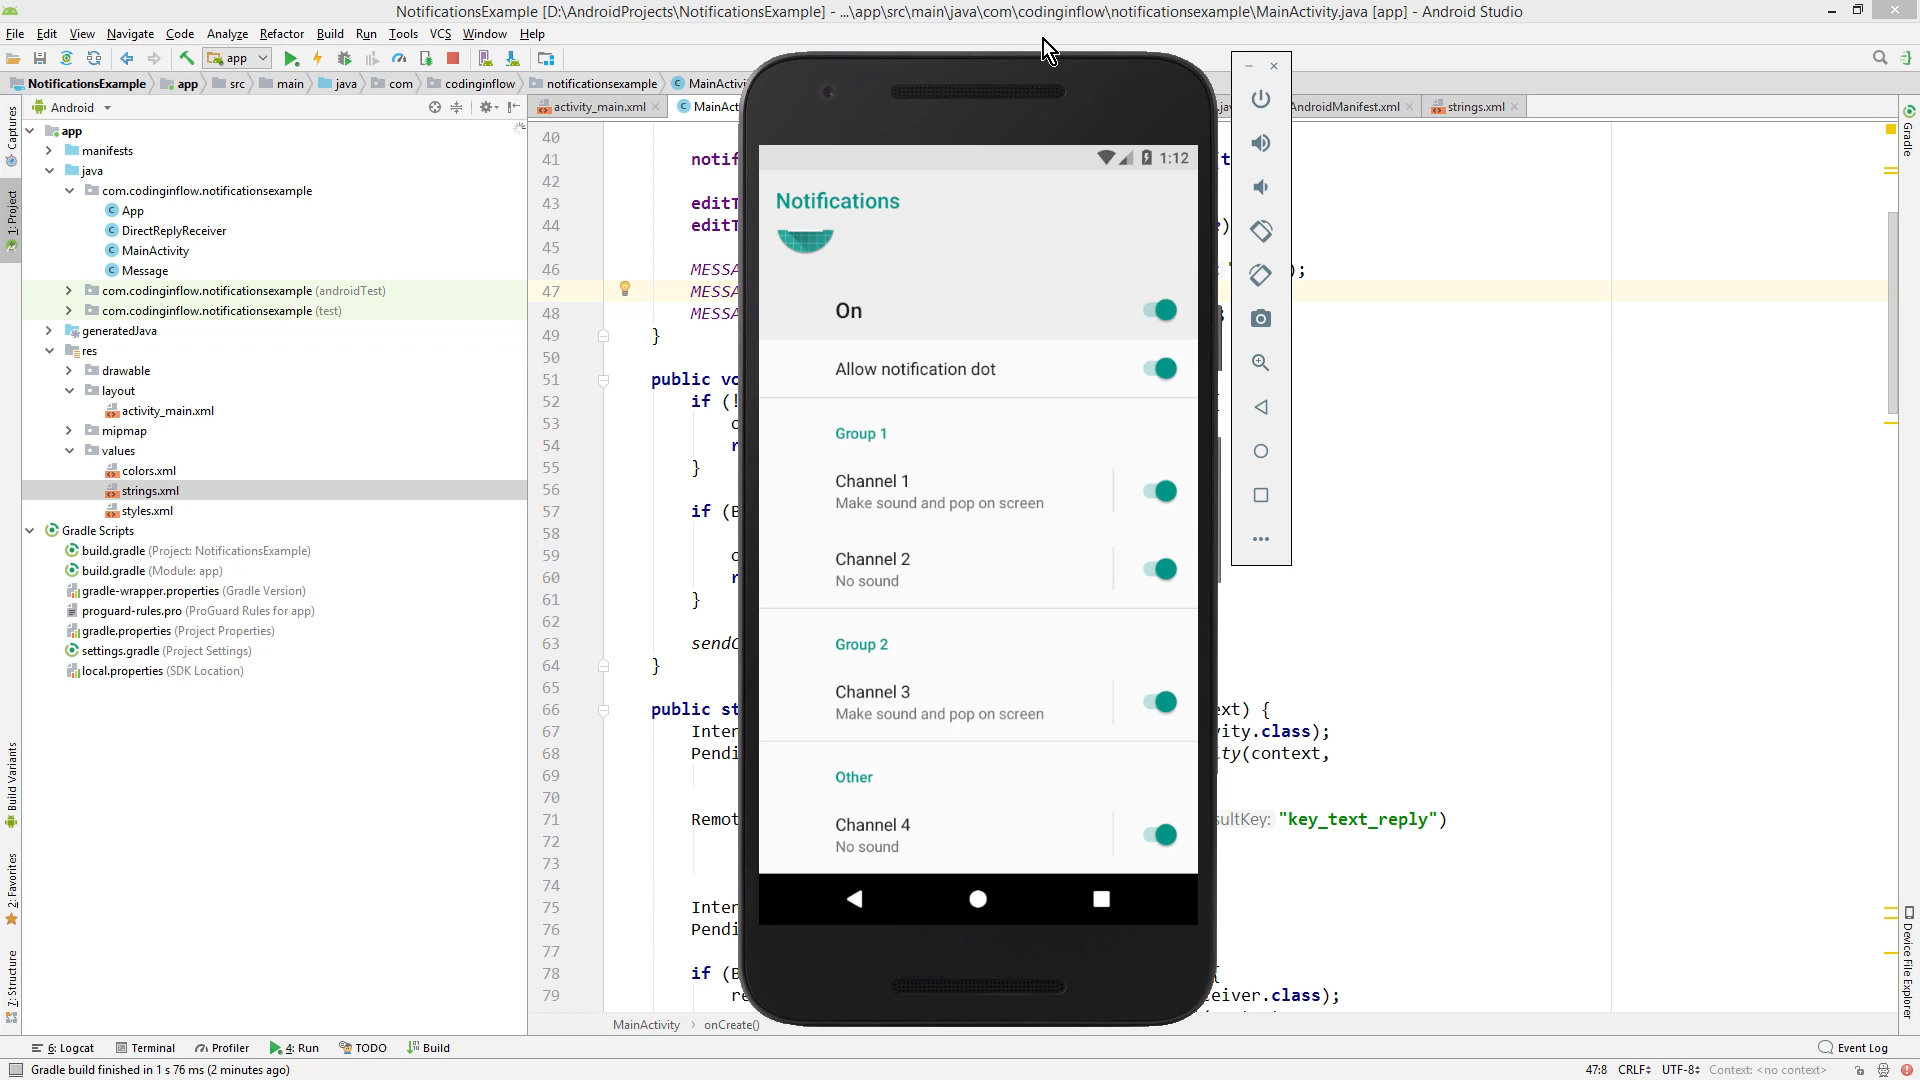 NotificationsExample [D:\AndroidProjects\NotificationsExample] - ...\app\src\main\java\com\codinginflow\notificationsexample\MainActivity.java [app] - Android Studio
File Edit View Navigate Code Analyze Refactor Build Run Tools VCS Window Help
app
NotificationsExample app src main java com codinginflow notificationsexample MainActivi
Android
activity_main.xml MainAct .jav AndroidManifest.xml strings.xml
Captures
1: Project
Build Variants
2: Favorites
7: Structure
app
manifests
java
com.codinginflow.notificationsexample
App
DirectReplyReceiver
MainActivity
Message
com.codinginflow.notificationsexample (androidTest)
com.codinginflow.notificationsexample (test)
generatedJava
res
drawable
layout
activity_main.xml
mipmap
values
colors.xml
strings.xml
styles.xml
Gradle Scripts
build.gradle (Project: NotificationsExample)
build.gradle (Module: app)
gradle-wrapper.properties (Gradle Version)
proguard-rules.pro (ProGuard Rules for app)
gradle.properties (Project Properties)
settings.gradle (Project Settings)
local.properties (SDK Location)
40
41 notif
42
43 editT
44 editT )
45
46 MESSA );
47 MESSA
48 MESSA ;
49 }
50
51 public vo
52 if (! {
53
54
55 }
56
57 if (B
58
59
60
61 }
62
63 sendC
64 }
65
66 public st ext) {
67 Inten vity.class);
68 Pendi ty(context,
69
70
71 Remot sultKey: "key_text_reply")
72
73
74
75 Inten
76 Pendi
77
78 if (B {
79 re eiver.class);
1:12
Notifications
On
Allow notification dot
Group 1
Channel 1
Make sound and pop on screen
Channel 2
No sound
Group 2
Channel 3
Make sound and pop on screen
Other
Channel 4
No sound
Gradle
Device File Explorer
MainActivity onCreate()
6: Logcat Terminal Profiler 4: Run TODO Build Event Log
Gradle build finished in 1 s 76 ms (2 minutes ago) 47:8 CRLF UTF-8 Context: <no context>